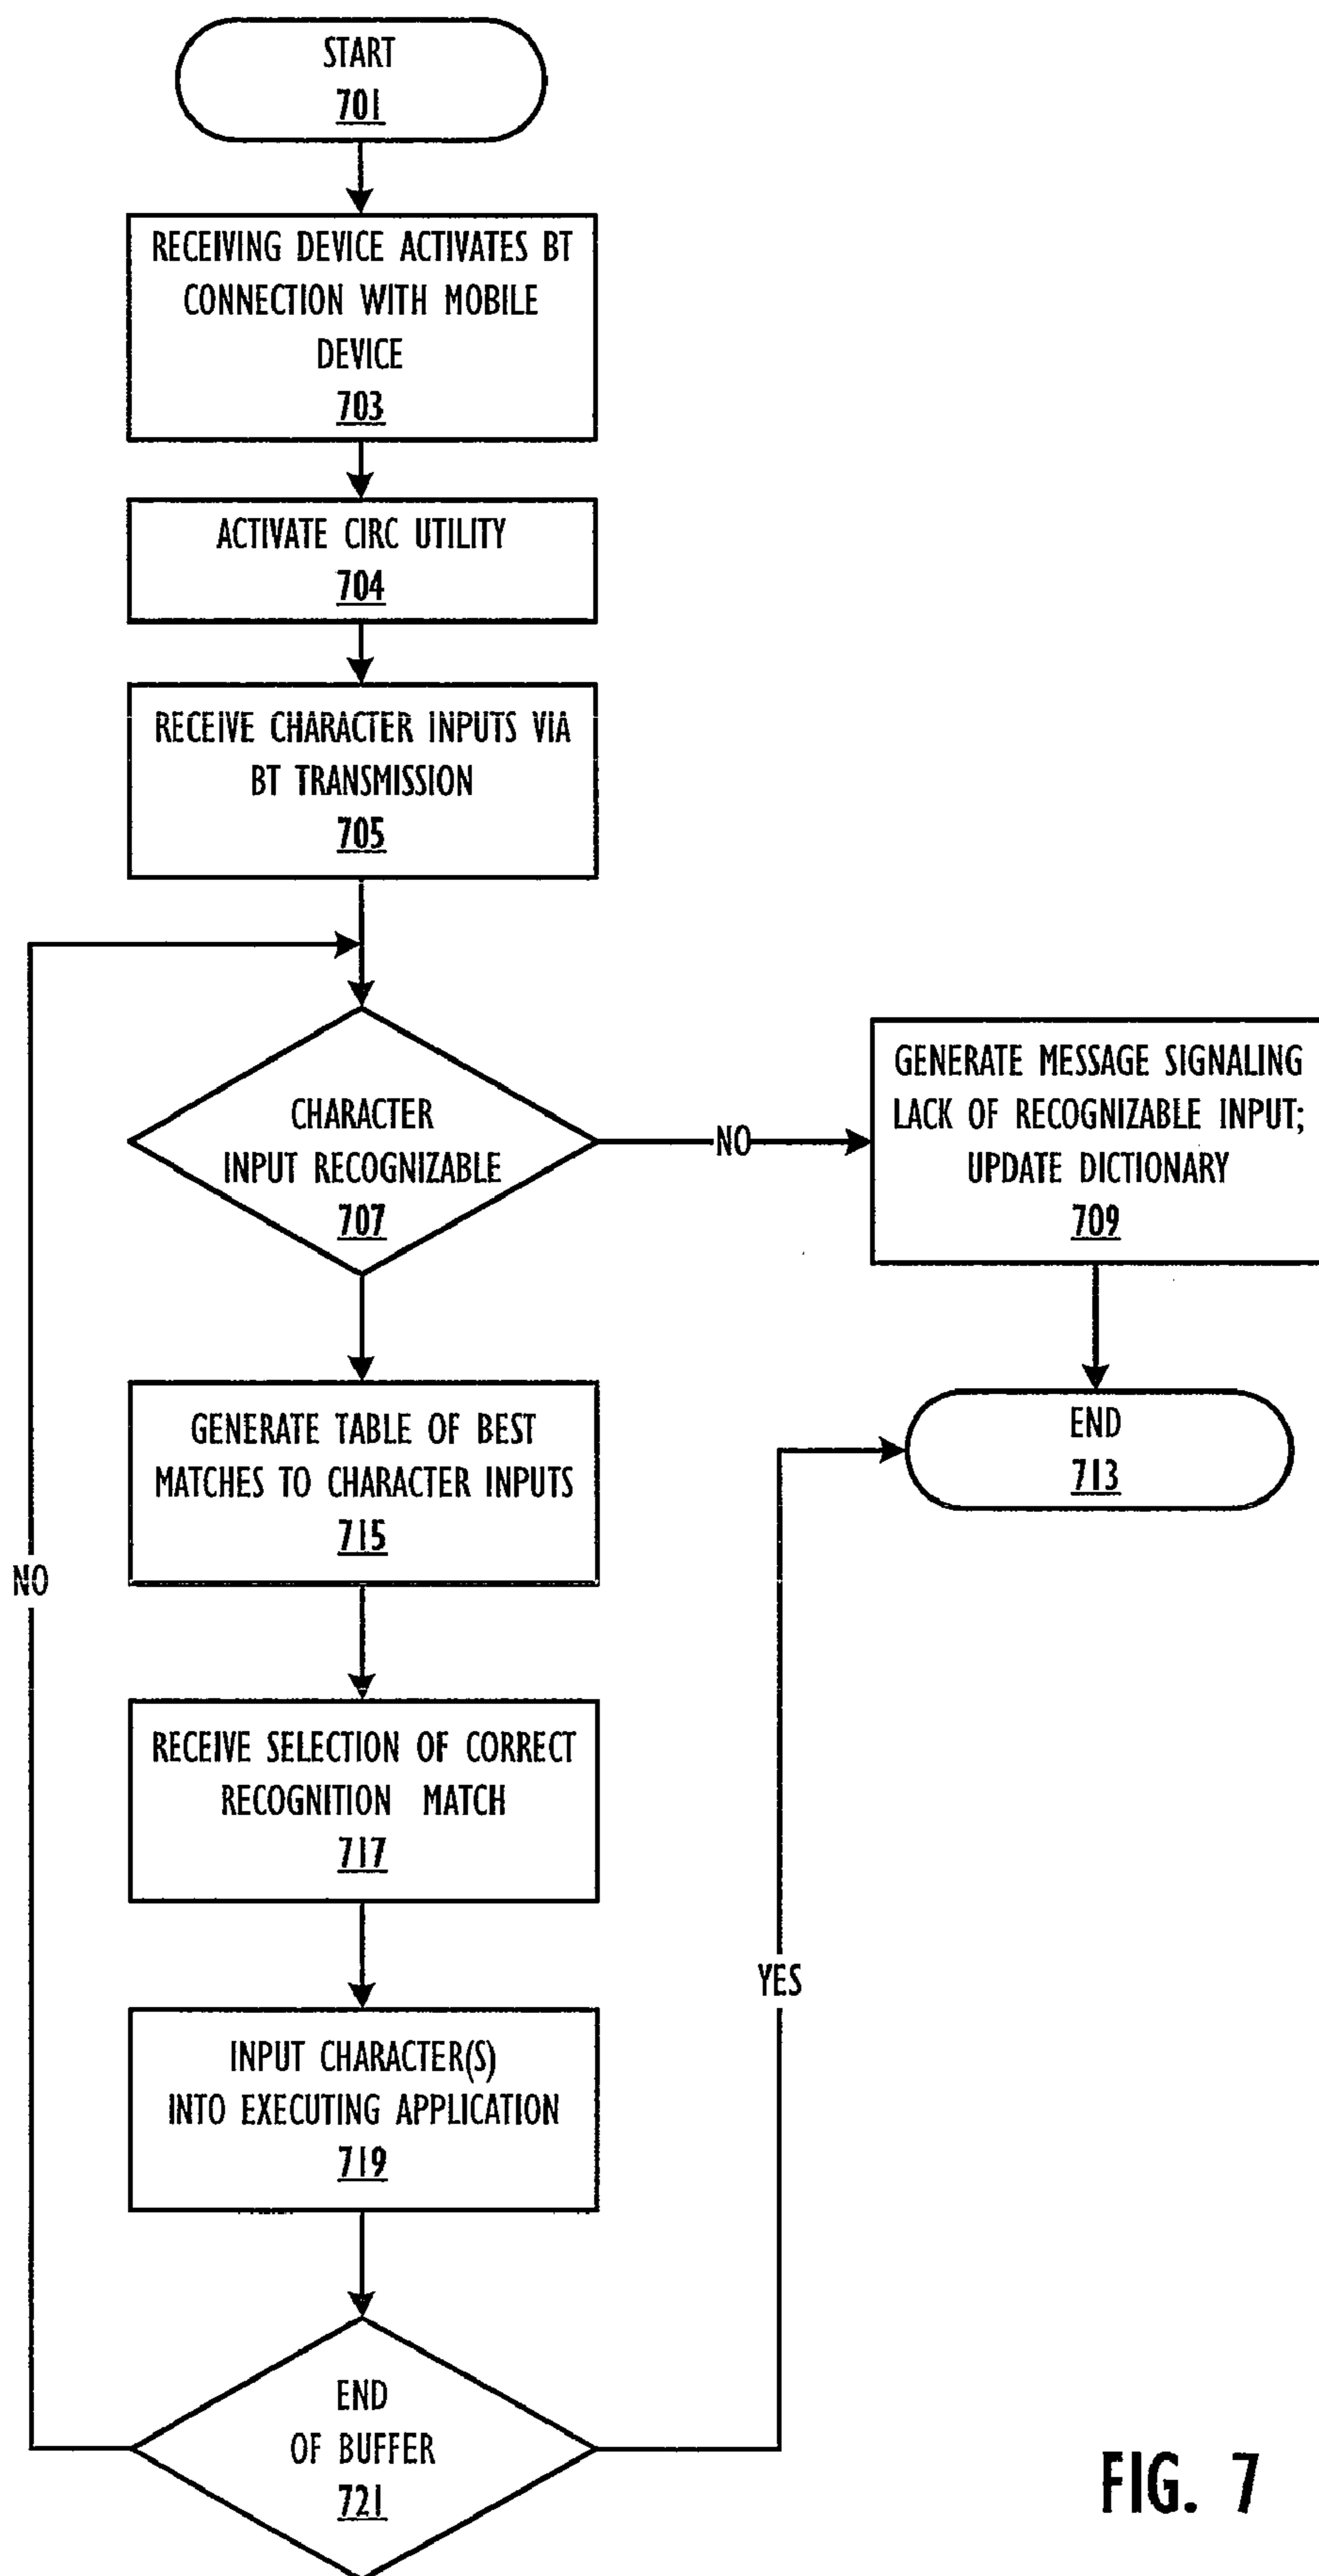 START
701
RECEIVING DEVICE ACTIVATES BT
CONNECTION WITH MOBILE
DEVICE
703
ACTIVATE CIRC UTILITY
704
RECEIVE CHARACTER INPUTS VIA
BT TRANSMISSION
705
CHARACTER
INPUT RECOGNIZABLE
707
NO
GENERATE MESSAGE SIGNALING
LACK OF RECOGNIZABLE INPUT;
UPDATE DICTIONARY
709
END
713
GENERATE TABLE OF BEST
MATCHES TO CHARACTER INPUTS
715
NO
RECEIVE SELECTION OF CORRECT
RECOGNITION MATCH
717
YES
INPUT CHARACTER(S)
INTO EXECUTING APPLICATION
719
END
OF BUFFER
721
FIG. 7